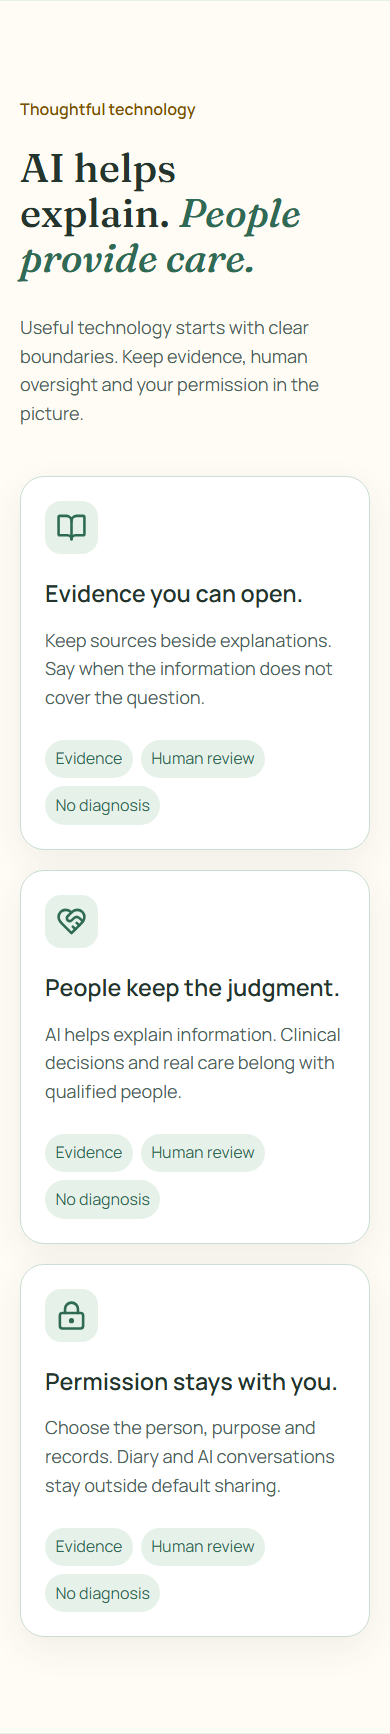 Thoughtful technology
AI helps
explain. People
provide care.
Useful technology starts with clear
boundaries. Keep evidence, human
oversight and your permission in the
picture.
Evidence you can open.
Keep sources beside explanations.
Say when the information does not
cover the question.
Evidence Human review
No diagnosis
People keep the judgment.
AI helps explain information. Clinical
decisions and real care belong with
qualified people.
Evidence Human review
No diagnosis
Permission stays with you.
Choose the person, purpose and
records. Diary and AI conversations
stay outside default sharing.
Evidence Human review
No diagnosis